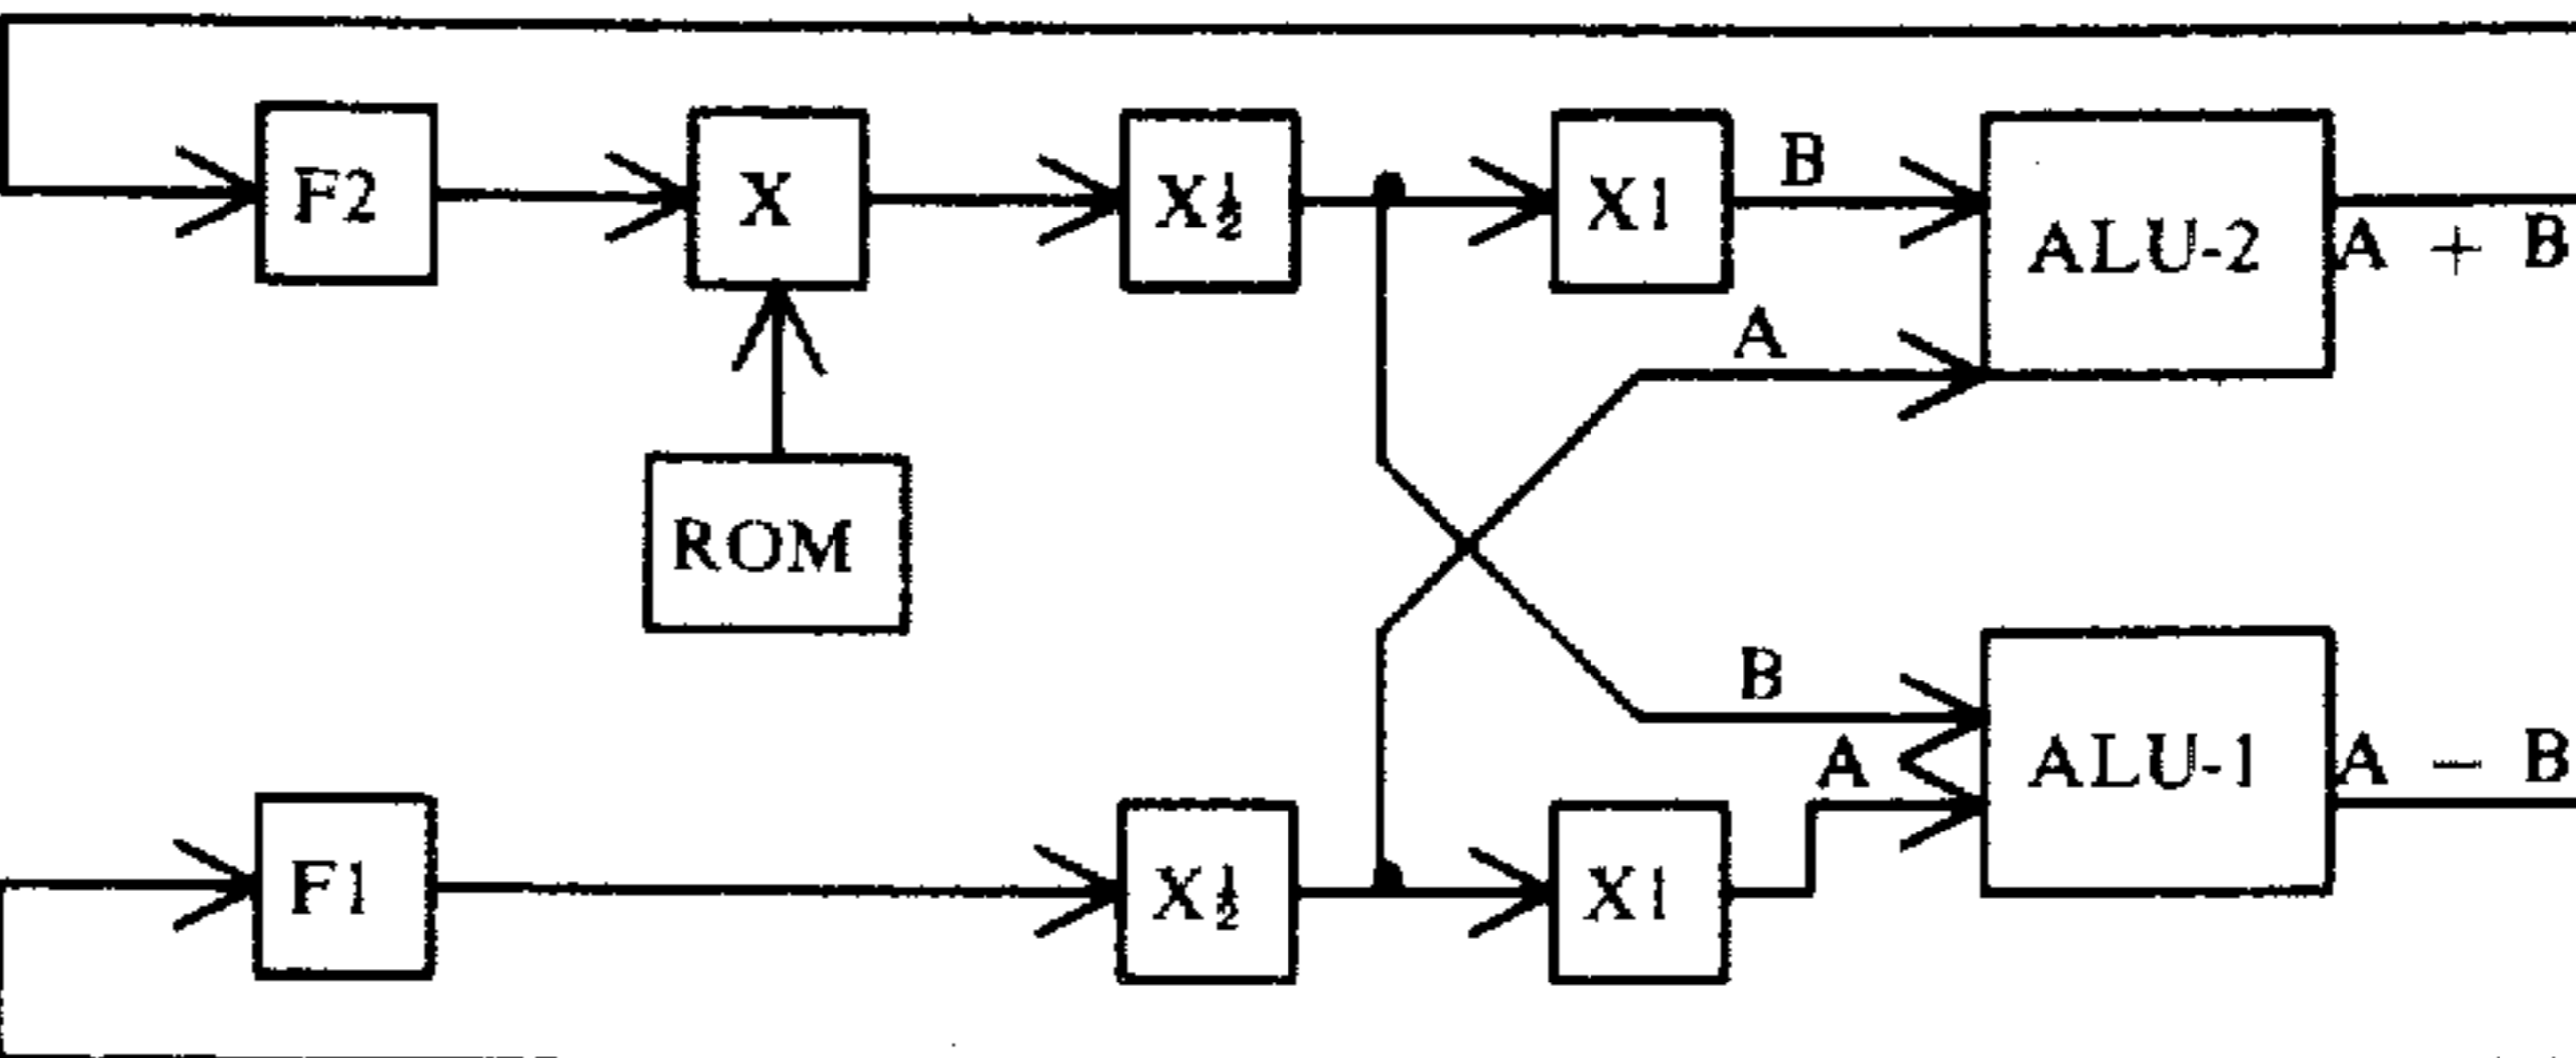 F2 X X½ X1 B ALU-2 A + B
A
ROM
B
F1 X½ X1 A ALU-1 A − B